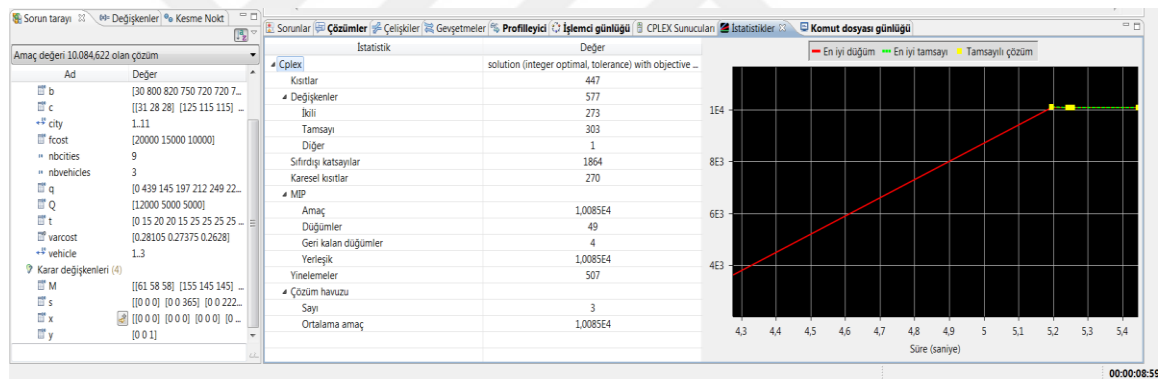 Sorun tarayı Değişkenler Kesme Nokt
Amaç değeri 10.084,622 olan çözüm
Ad Değer
b [30 800 820 750 720 720 7...
c [[31 28 28] [125 115 115] ...
city 1..11
fcost [20000 15000 10000]
nbcities 9
nbvehicles 3
q [0 439 145 197 212 249 22...
Q [12000 5000 5000]
t [0 15 20 20 15 25 25 25 25 ...
varcost [0.28105 0.27375 0.2628]
vehicle 1..3
Karar değişkenleri (4)
M [[61 58 58] [155 145 145] ...
s [[0 0 0] [0 0 365] [0 0 222...
x [[0 0 0] [0 0 0] [0 0 0] [0 ...
y [0 0 1]
Sorunlar Çözümler Çelişkiler Gevşetmeler Profilleyici İşlemci günlüğü CPLEX Sunucuları İstatistikler Komut dosyası günlüğü
İstatistik Değer
Cplex solution (integer optimal, tolerance) with objective ...
Kısıtlar 447
Değişkenler 577
İkili 273
Tamsayı 303
Diğer 1
Sıfırdışı katsayılar 1864
Karesel kısıtlar 270
MIP
Amaç 1,0085E4
Düğümler 49
Geri kalan düğümler 4
Yerleşik 1,0085E4
Yinelemeler 507
Çözüm havuzu
Sayı 3
Ortalama amaç 1,0085E4
En iyi düğüm En iyi tamsayı Tamsayılı çözüm
1E4
8E3
6E3
4E3
4,3 4,4 4,5 4,6 4,7 4,8 4,9 5 5,1 5,2 5,3 5,4
Süre (saniye)
00:00:08:59